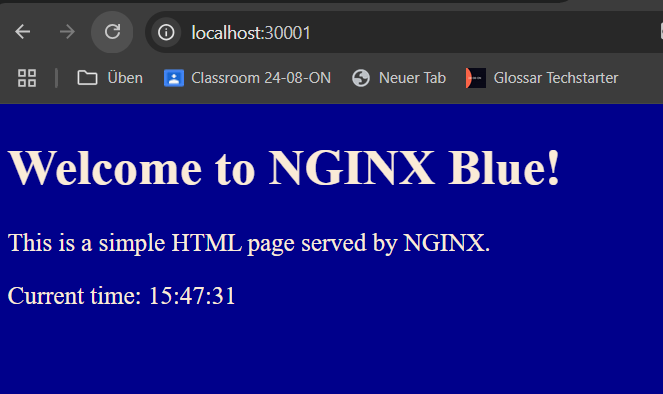 localhost:30001
Üben Classroom 24-08-ON Neuer Tab Glossar Techstarter
Welcome to NGINX Blue!
This is a simple HTML page served by NGINX.
Current time: 15:47:31